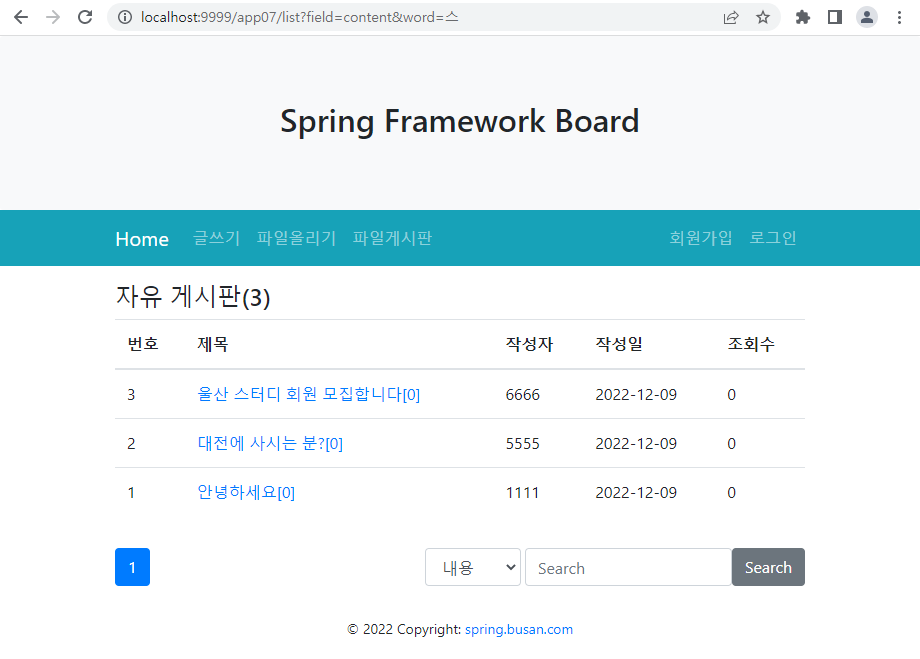 localhost:9999/app07/list?field=content&word=스
Spring Framework Board
Home 글쓰기 파일올리기 파일게시판 회원가입 로그인
자유 게시판(3)
번호 제목 작성자 작성일 조회수
3 울산 스터디 회원 모집합니다[0] 6666 2022-12-09 0
2 대전에 사시는 분?[0] 5555 2022-12-09 0
1 안녕하세요[0] 1111 2022-12-09 0
1 내용 Search Search
© 2022 Copyright: spring.busan.com